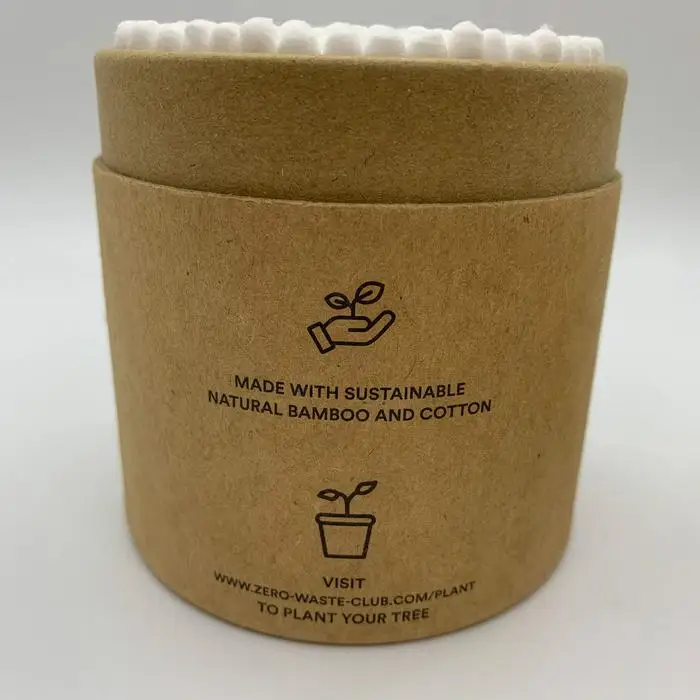 MADE WITH SUSTAINABLE
NATURAL BAMBOO AND COTTON
VISIT
WWW.ZERO-WASTE-CLUB.COM/PLANT
TO PLANT YOUR TREE